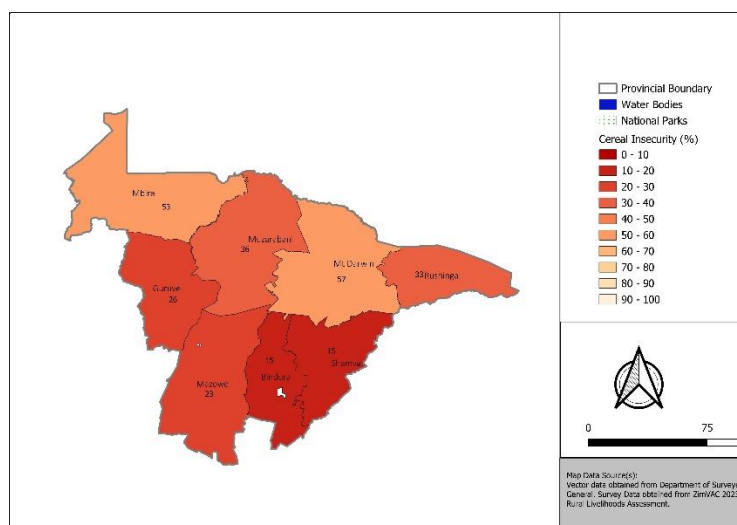 Mbire
53
Muzarabani
36
Mt Darwin
57
33 Rushinga
Guruve
26
15
Bindura
15
Shamva
Mazowe
23
Provincial Boundary
Water Bodies
National Parks
Cereal Insecurity (%)
0 - 10
10 - 20
20 - 30
30 - 40
40 - 50
50 - 60
60 - 70
70 - 80
80 - 90
90 - 100
0
75
Map Data Source(s):
Vector data obtained from Department of Surveyo
General. Survey Data obtained from ZimVAC 2023
Rural Livelihoods Assessment.